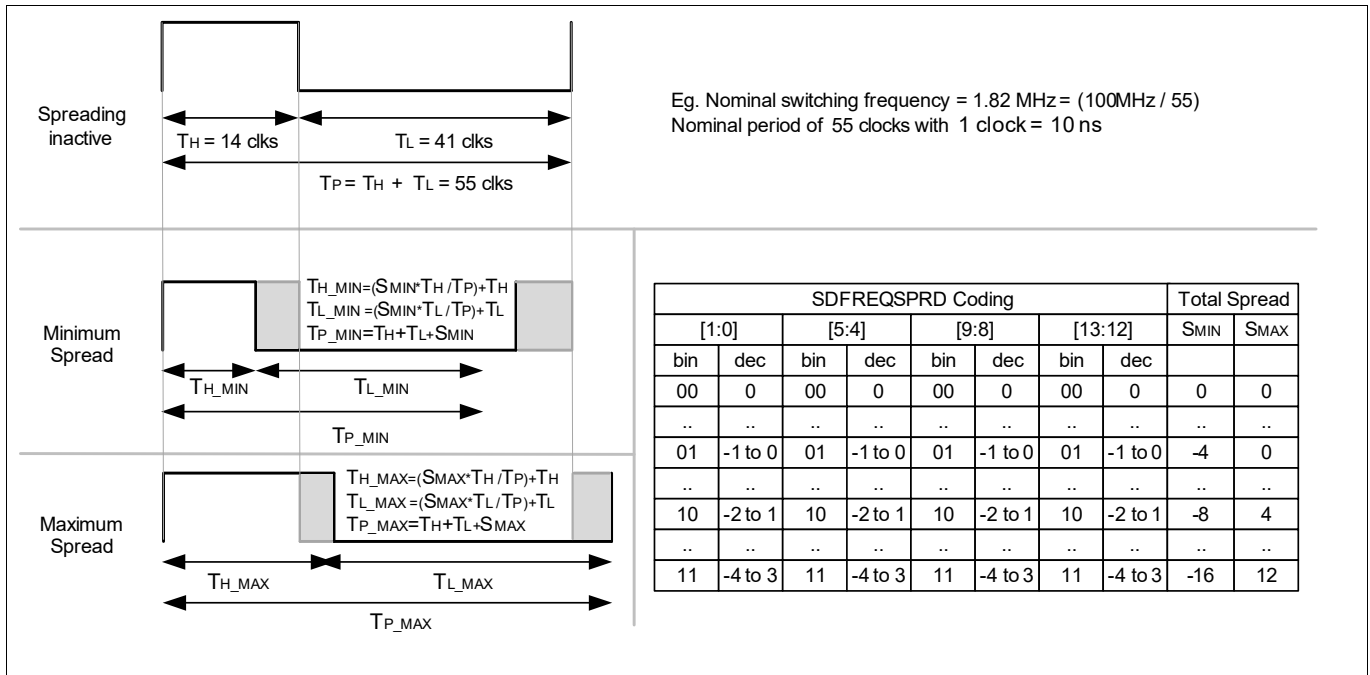 Spreading
inactive
TH = 14 clks
TL = 41 clks
TP = TH + TL = 55 clks
Eg. Nominal switching frequency = 1.82 MHz= (100MHz / 55)
Nominal period of 55 clocks with 1 clock = 10 ns
Minimum
Spread
TH_MIN=(SMIN*TH /TP)+TH
TL_MIN =(SMIN*TL/TP)+TL
TP_MIN=TH+TL+SMIN
TH_MIN
TL_MIN
TP_MIN
Maximum
Spread
TH_MAX=(SMAX*TH /TP)+TH
TL_MAX =(SMAX*TL/TP)+TL
TP_MAX=TH+TL+SMAX
TH_MAX
TL_MAX
TP_MAX
SDFREQSPRD Coding Total Spread
[1:0] [5:4] [9:8] [13:12] SMIN SMAX
bin dec bin dec bin dec bin dec
00 0 00 0 00 0 00 0 0 0
.. .. .. .. .. .. .. .. .. ..
01 -1 to 0 01 -1 to 0 01 -1 to 0 01 -1 to 0 -4 0
.. .. .. .. .. .. .. .. .. ..
10 -2 to 1 10 -2 to 1 10 -2 to 1 10 -2 to 1 -8 4
.. .. .. .. .. .. .. .. .. ..
11 -4 to 3 11 -4 to 3 11 -4 to 3 11 -4 to 3 -16 12